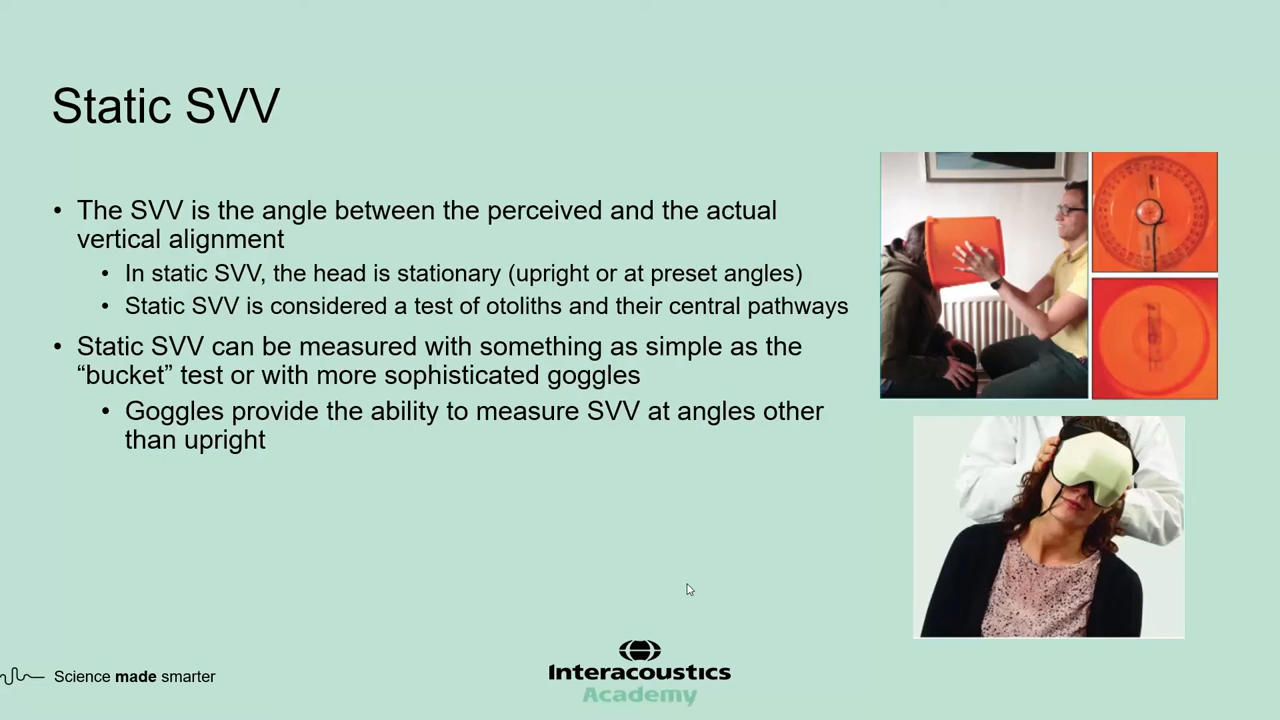 Static SVV
• The SVV is the angle between the perceived and the actual
vertical alignment
• In static SVV, the head is stationary (upright or at preset angles)
• Static SVV is considered a test of otoliths and their central pathways
• Static SVV can be measured with something as simple as the
“bucket” test or with more sophisticated goggles
• Goggles provide the ability to measure SVV at angles other
than upright
Science made smarter
Interacoustics
Academy